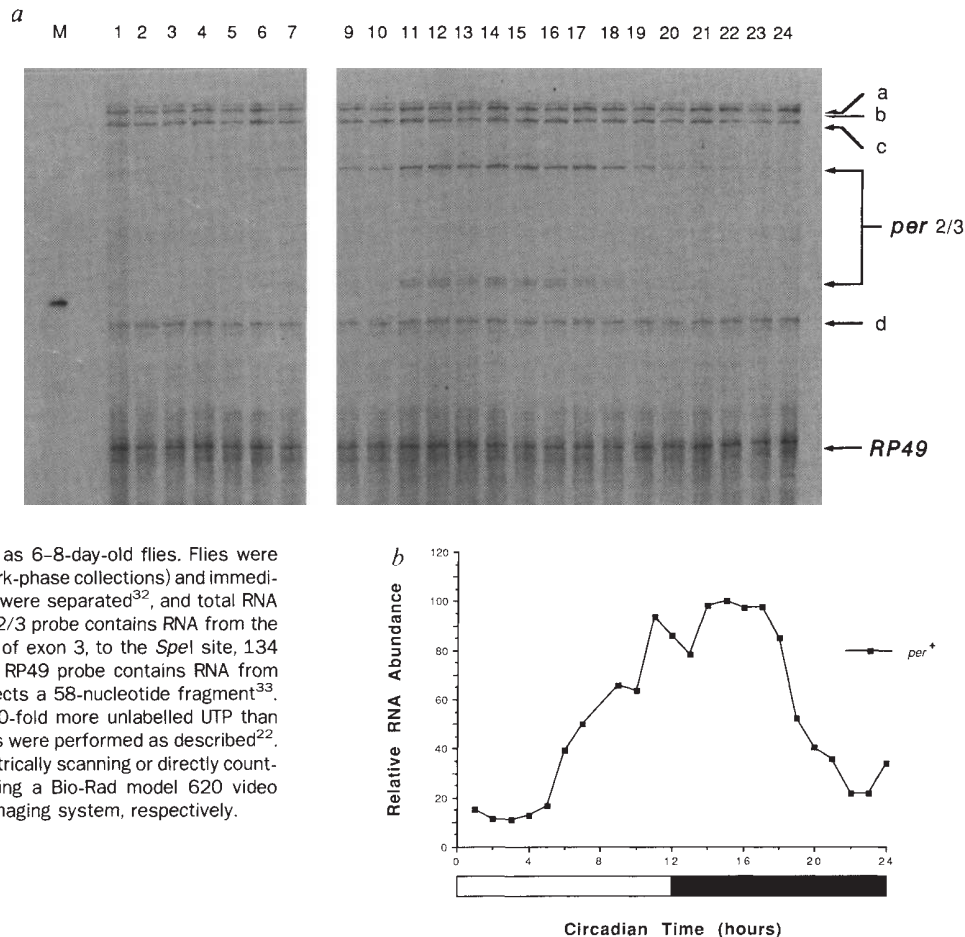 a
M 1 2 3 4 5 6 7 9 10 11 12 13 14 15 16 17 18 19 20 21 22 23 24
a
b
c
per 2/3
d
RP49
as 6–8-day-old flies. Flies were
rk-phase collections) and immedi-
were separated32, and total RNA
2/3 probe contains RNA from the
of exon 3, to the SpeI site, 134
RP49 probe contains RNA from
ects a 58-nucleotide fragment33.
0-fold more unlabelled UTP than
s were performed as described22.
trically scanning or directly count-
ing a Bio-Rad model 620 video
maging system, respectively.
b
Relative RNA Abundance
120
100
80
60
40
20
0
per+
0 4 8 12 16 20 24
Circadian Time (hours)